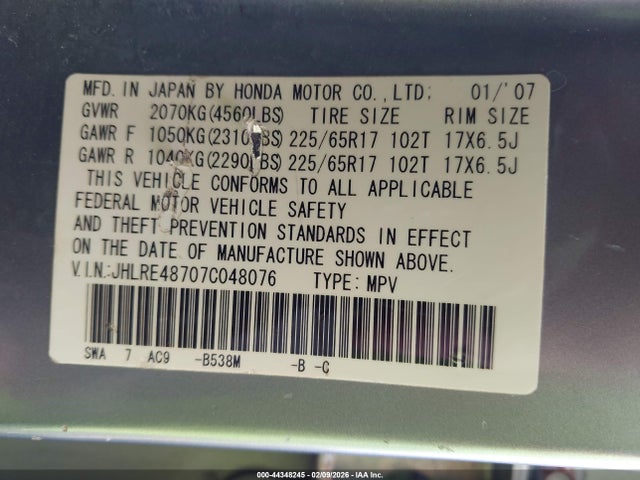 MFD. IN JAPAN BY HONDA MOTOR CO., LTD. 01/'07
GVWR 2070KG(4560LBS) TIRE SIZE RIM SIZE
GAWR F 1050KG(2310LBS) 225/65R17 102T 17X6.5J
GAWR R 1040KG(2290LBS) 225/65R17 102T 17X6.5J
THIS VEHICLE CONFORMS TO ALL APPLICABLE
FEDERAL MOTOR VEHICLE SAFETY
AND THEFT PREVENTION STANDARDS IN EFFECT
ON THE DATE OF MANUFACTURE SHOWN ABOVE.
V.I.N.:JHLRE48707C048076 TYPE: MPV
SWA 7 AC9 -B538M -B -C
000-44348245 - 02/09/2026 - IAA Inc.